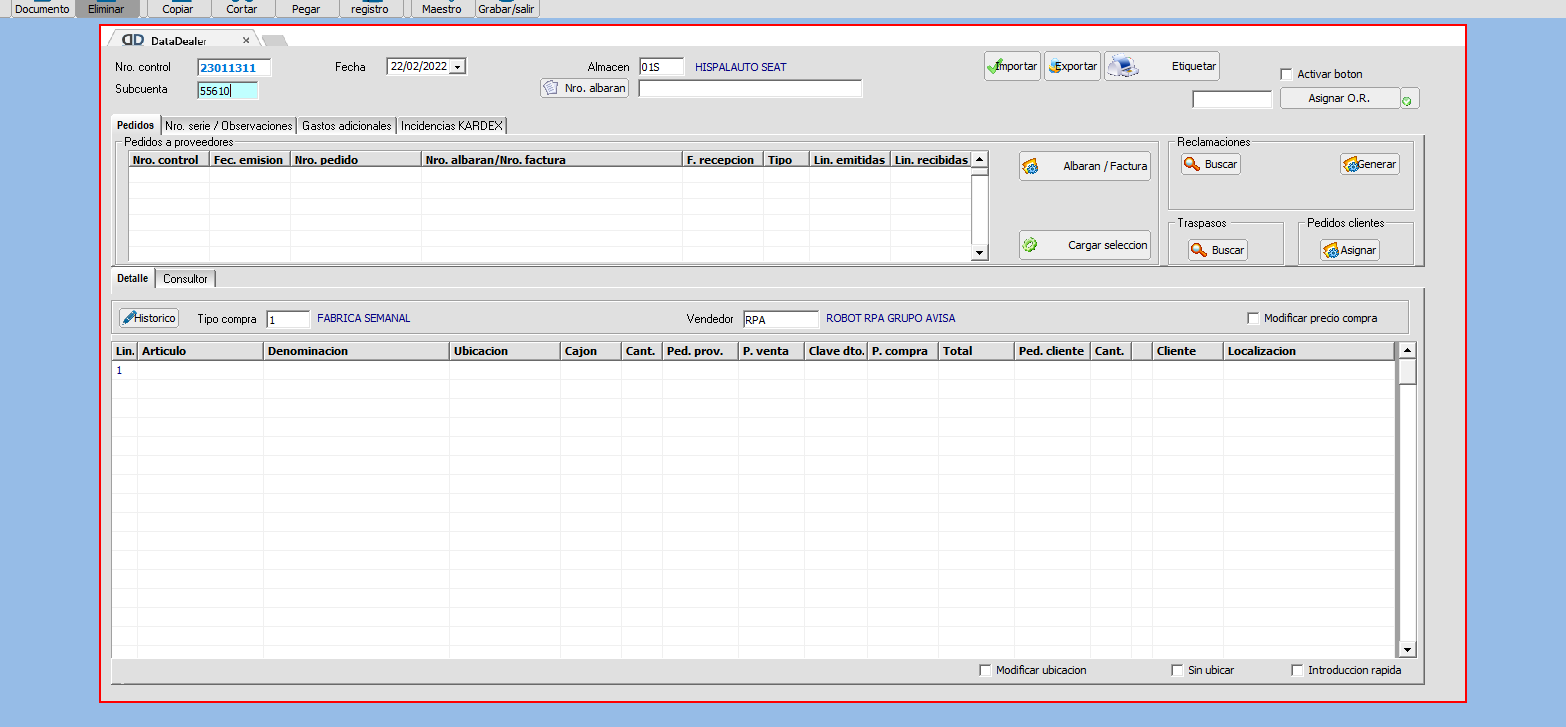 Documento Eliminar Copiar Cortar Pegar registro Maestro Grabar/salir
DataDealer
Nro. control 23011311 Fecha 22/02/2022 Almacen 01S HISPALAUTO SEAT Importar Exportar Etiquetar Activar boton
Subcuenta 55610 Nro. albaran Asignar O.R.
Pedidos Nro. serie / Observaciones Gastos adicionales Incidencias KARDEX
Pedidos a proveedores Reclamaciones
Nro. control Fec. emision Nro. pedido Nro. albaran/Nro. factura F. recepcion Tipo Lin. emitidas Lin. recibidas Albaran / Factura Buscar Generar
Traspasos Pedidos clientes
Cargar seleccion Buscar Asignar
Detalle Consultor
Historico Tipo compra 1 FABRICA SEMANAL Vendedor RPA ROBOT RPA GRUPO AVISA Modificar precio compra
Lin. Articulo Denominacion Ubicacion Cajon Cant. Ped. prov. P. venta Clave dto. P. compra Total Ped. cliente Cant. Cliente Localizacion
1
Modificar ubicacion Sin ubicar Introduccion rapida